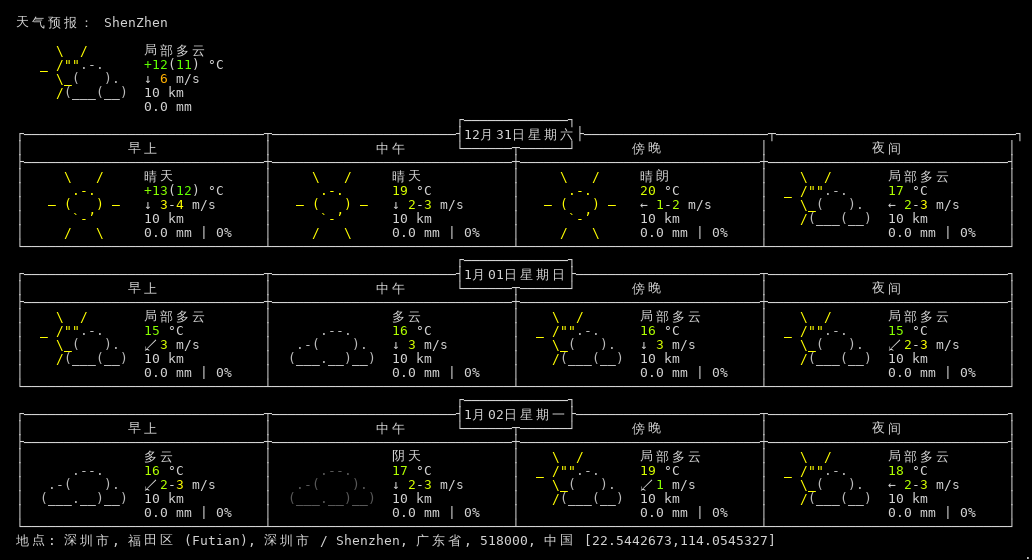 天气预报： ShenZhen
局部多云
+12(11) °C
↓ 6 m/s
10 km
0.0 mm
12月31日星期六
早上 中午 傍晚 夜间
晴天 晴天 晴朗 局部多云
+13(12) °C 19 °C 20 °C 17 °C
↓ 3-4 m/s ↓ 2-3 m/s ← 1-2 m/s ← 2-3 m/s
10 km 10 km 10 km 10 km
0.0 mm | 0% 0.0 mm | 0% 0.0 mm | 0% 0.0 mm | 0%
1月01日星期日
早上 中午 傍晚 夜间
局部多云 多云 局部多云 局部多云
15 °C 16 °C 16 °C 15 °C
↙ 3 m/s ↓ 3 m/s ↓ 3 m/s ↙ 2-3 m/s
10 km 10 km 10 km 10 km
0.0 mm | 0% 0.0 mm | 0% 0.0 mm | 0% 0.0 mm | 0%
1月02日星期一
早上 中午 傍晚 夜间
多云 阴天 局部多云 局部多云
16 °C 17 °C 19 °C 18 °C
↙ 2-3 m/s ↓ 2-3 m/s ↙ 1 m/s ← 2-3 m/s
10 km 10 km 10 km 10 km
0.0 mm | 0% 0.0 mm | 0% 0.0 mm | 0% 0.0 mm | 0%
地点: 深圳市, 福田区 (Futian), 深圳市 / Shenzhen, 广东省, 518000, 中国 [22.5442673,114.0545327]